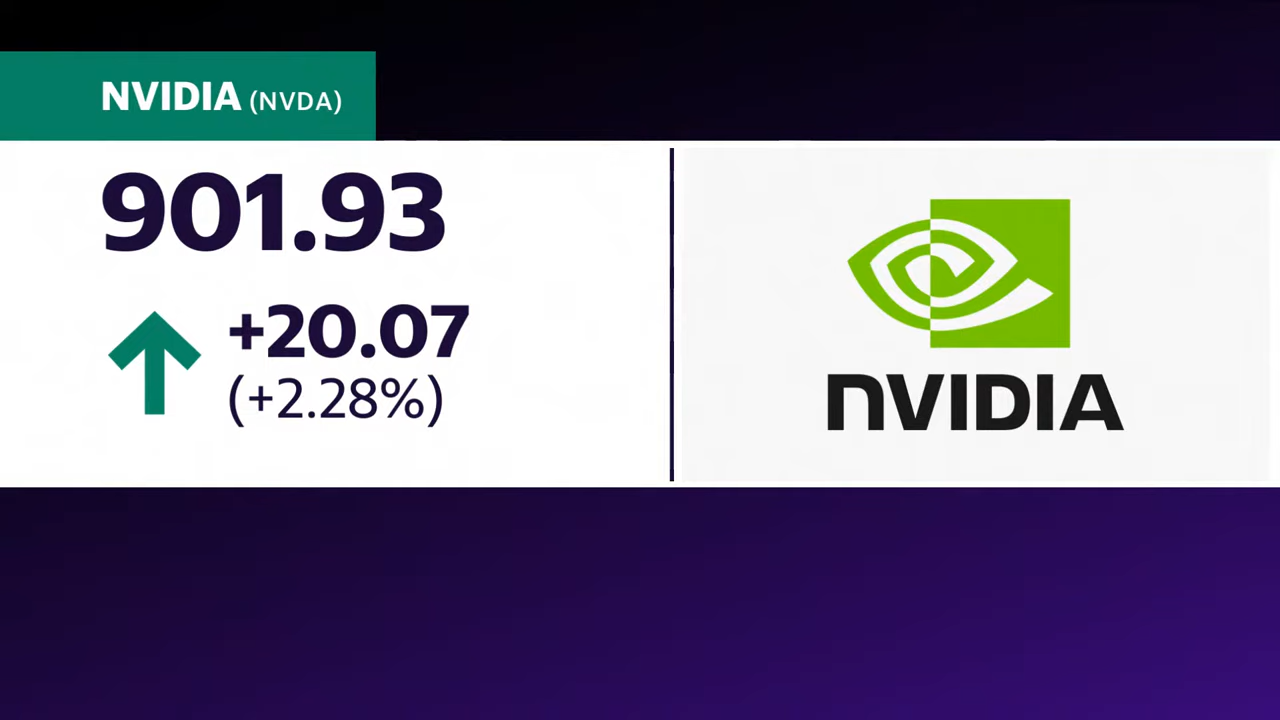 NVIDIA (NVDA)
901.93
+20.07
(+2.28%)
NVIDIA